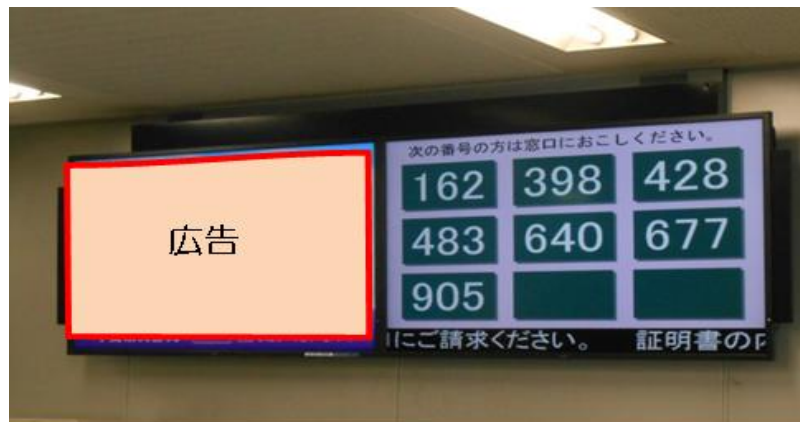 広告
次の番号の方は窓口におこしください。
162 398 428
483 640 677
905
にご請求ください。 証明書の